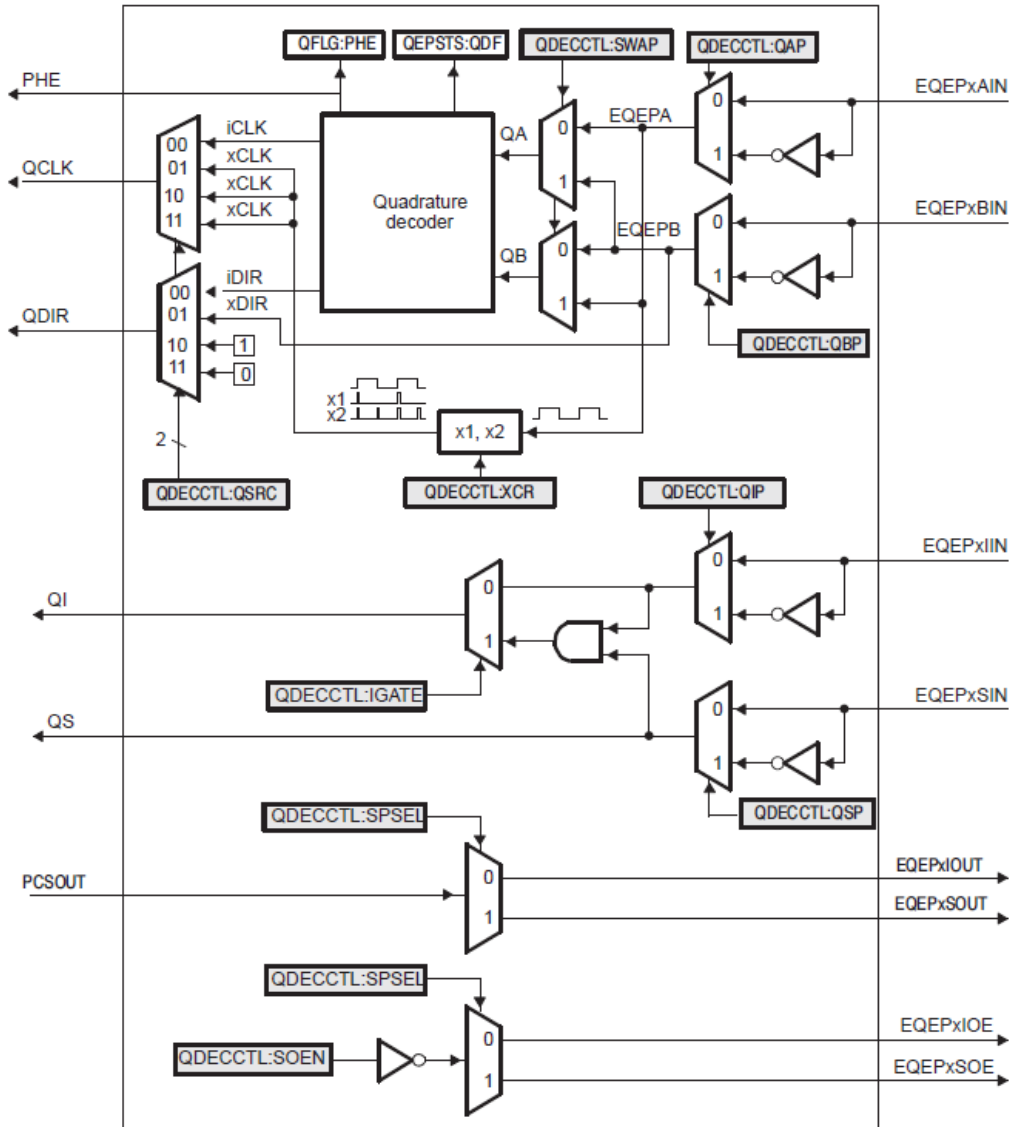 QFLG:PHE
QEPSTS:QDF
QDECCTL:SWAP
QDECCTL:QAP
PHE
EQEPxAIN
iCLK
00
QA
0
EQEPA
0
QCLK
01
xCLK
10
xCLK
1
1
11
xCLK
Quadrature
decoder
EQEPxBIN
0
EQEPB
0
QB
iDIR
00
1
1
xDIR
01
QDIR
10
1
QDECCTL:QBP
11
0
x1
x2
x1, x2
2
QDECCTL:QSRC
QDECCTL:XCR
QDECCTL:QIP
EQEPxIIN
0
0
QI
1
1
QDECCTL:IGATE
EQEPxSIN
0
QS
1
QDECCTL:SPSEL
QDECCTL:QSP
PCSOUT
0
EQEPxIOUT
1
EQEPxSOUT
QDECCTL:SPSEL
0
EQEPxIOE
QDECCTL:SOEN
1
EQEPxSOE